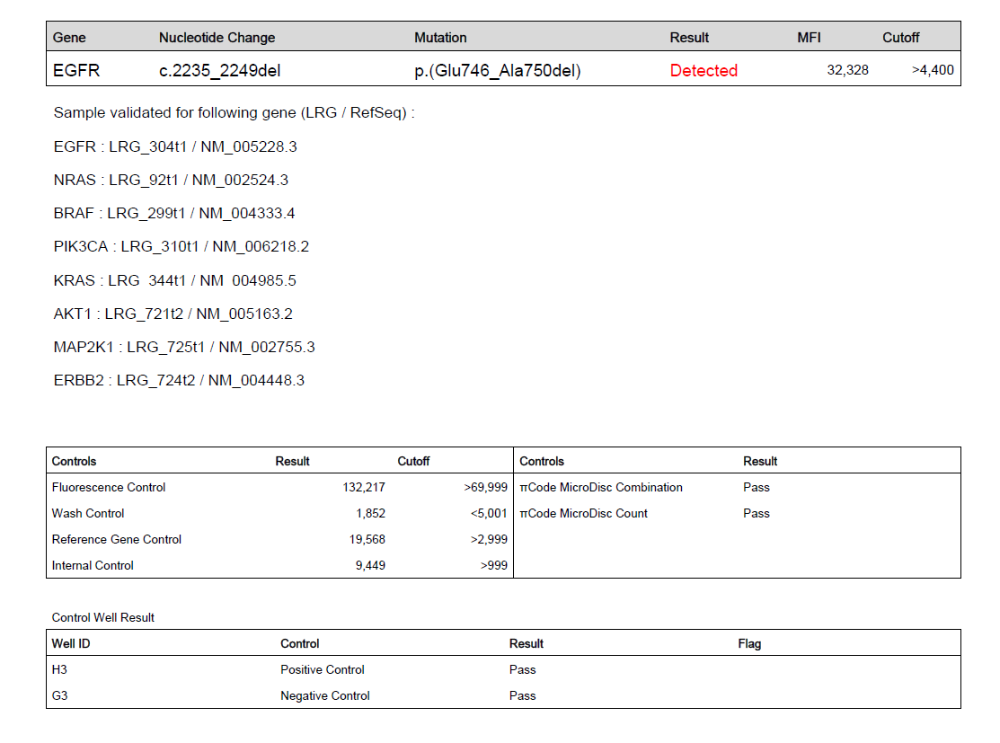 Gene Nucleotide Change Mutation Result MFI Cutoff
EGFR c.2235_2249del p.(Glu746_Ala750del) Detected 32,328 >4,400
Sample validated for following gene (LRG / RefSeq) :
EGFR : LRG_304t1 / NM_005228.3
NRAS : LRG_92t1 / NM_002524.3
BRAF : LRG_299t1 / NM_004333.4
PIK3CA : LRG_310t1 / NM_006218.2
KRAS : LRG 344t1 / NM 004985.5
AKT1 : LRG_721t2 / NM_005163.2
MAP2K1 : LRG_725t1 / NM_002755.3
ERBB2 : LRG_724t2 / NM_004448.3
Controls Result Cutoff Controls Result
Fluorescence Control 132,217 >69,999 πCode MicroDisc Combination Pass
Wash Control 1,852 <5,001 πCode MicroDisc Count Pass
Reference Gene Control 19,568 >2,999
Internal Control 9,449 >999
Control Well Result
Well ID Control Result Flag
H3 Positive Control Pass
G3 Negative Control Pass